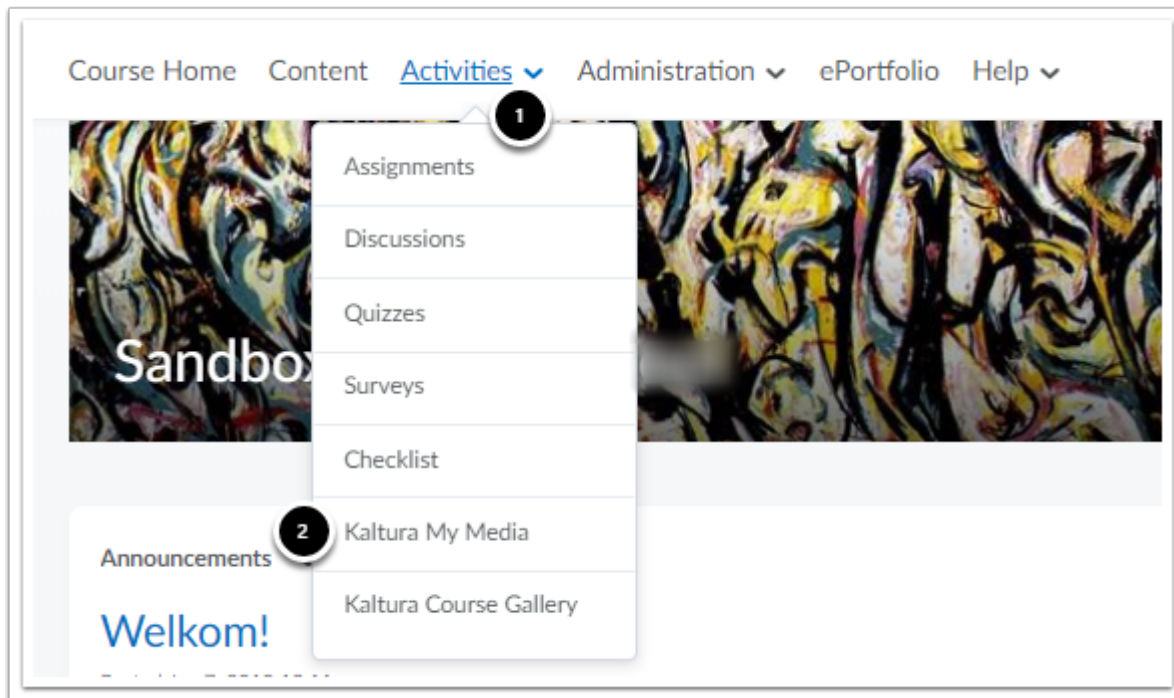 Course Home Content Activities Administration ePortfolio Help
1
Assignments
Discussions
Quizzes
Sandbox
Surveys
Checklist
2 Kaltura My Media
Announcements
Kaltura Course Gallery
Welkom!